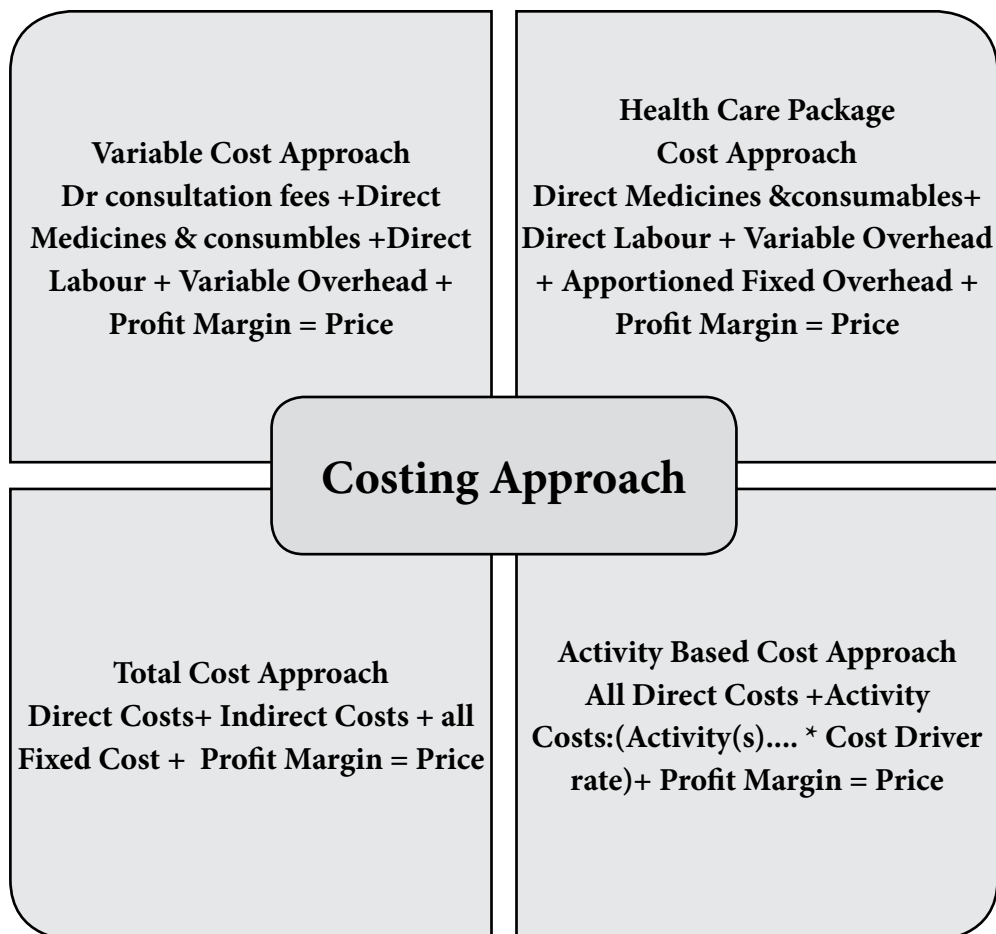 Variable Cost Approach
Dr consultation fees +Direct
Medicines & consumbles +Direct
Labour + Variable Overhead +
Profit Margin = Price
Health Care Package
Cost Approach
Direct Medicines &consumables+
Direct Labour + Variable Overhead
+ Apportioned Fixed Overhead +
Profit Margin = Price
Costing Approach
Total Cost Approach
Direct Costs+ Indirect Costs + all
Fixed Cost + Profit Margin = Price
Activity Based Cost Approach
All Direct Costs +Activity
Costs:(Activity(s).... * Cost Driver
rate)+ Profit Margin = Price